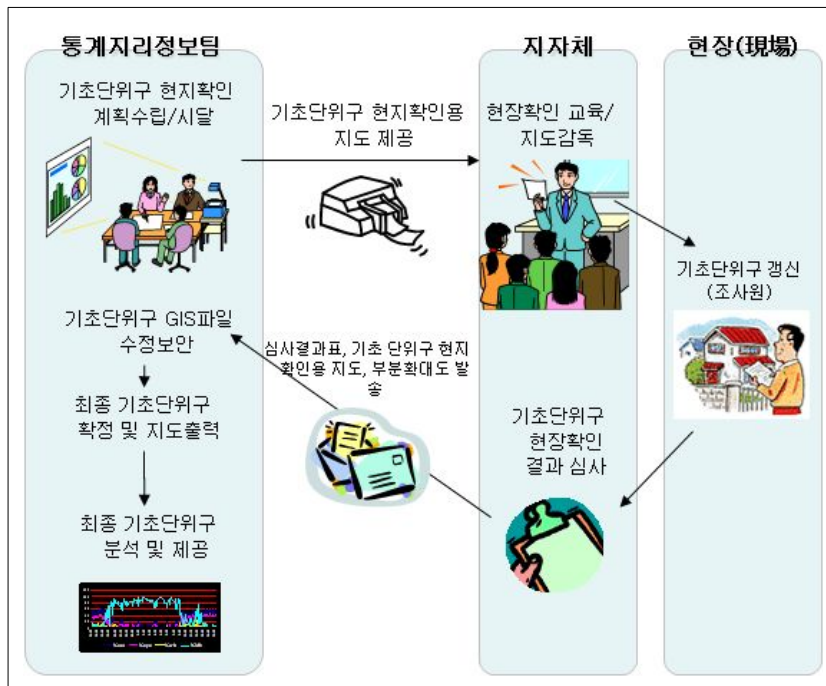 통계지리정보팀
지자체
현장(現場)
기초단위구 현지확인
계획수립/시달
기초단위구 현지확인용
지도 제공
현장확인 교육/
지도감독
기초단위구 갱신
(조사원)
기초단위구 현장확인
결과 심사
심사결과표, 기초 단위구 현지
확인용 지도, 부분확대도 발
송
기초단위구 GIS파일
수정보안
최종 기초단위구
확정 및 지도출력
최종 기초단위구
분석 및 제공